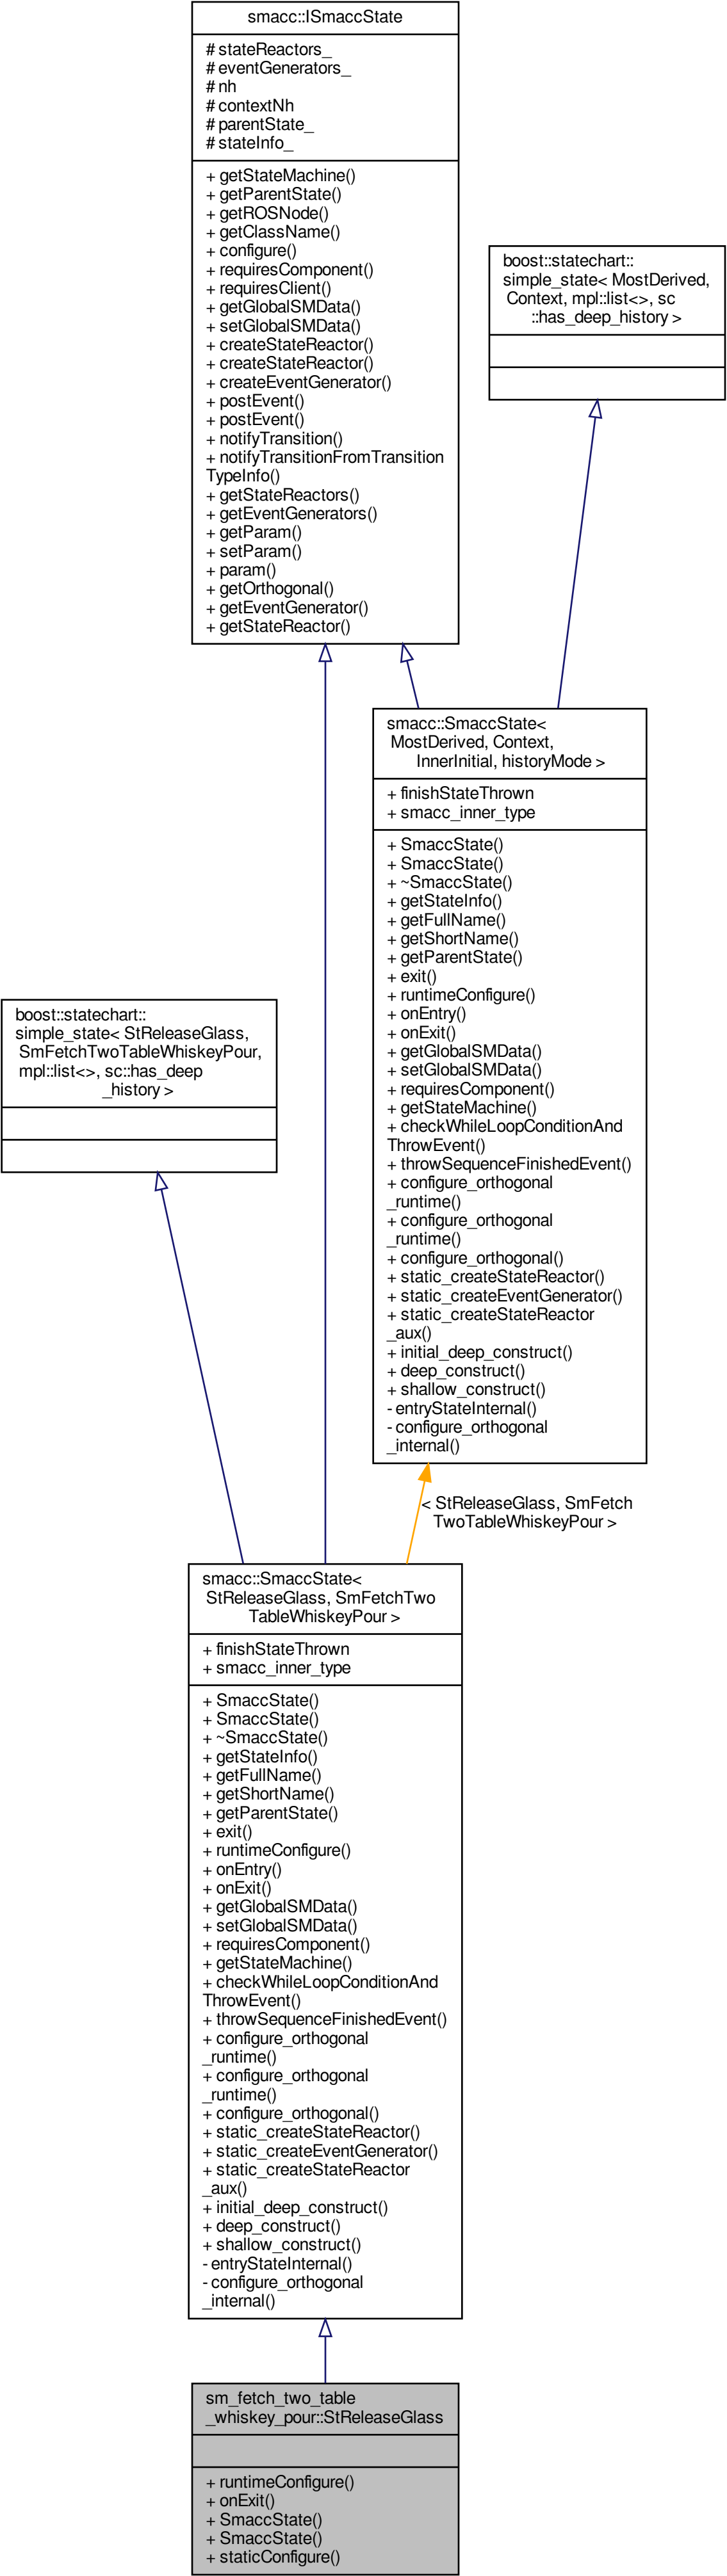 smacc::ISmaccState
# stateReactors_
# eventGenerators_
# nh
# contextNh
# parentState_
# stateInfo_
+ getStateMachine()
+ getParentState()
+ getROSNode()
+ getClassName()
+ configure()
+ requiresComponent()
+ requiresClient()
+ getGlobalSMData()
+ setGlobalSMData()
+ createStateReactor()
+ createStateReactor()
+ createEventGenerator()
+ postEvent()
+ postEvent()
+ notifyTransition()
+ notifyTransitionFromTransition
TypeInfo()
+ getStateReactors()
+ getEventGenerators()
+ getParam()
+ setParam()
+ param()
+ getOrthogonal()
+ getEventGenerator()
+ getStateReactor()
boost::statechart::
simple_state< MostDerived,
Context, mpl::list<>, sc
::has_deep_history >
smacc::SmaccState<
MostDerived, Context,
InnerInitial, historyMode >
+ finishStateThrown
+ smacc_inner_type
+ SmaccState()
+ SmaccState()
+ ~SmaccState()
+ getStateInfo()
+ getFullName()
+ getShortName()
+ getParentState()
+ exit()
+ runtimeConfigure()
+ onEntry()
+ onExit()
+ getGlobalSMData()
+ setGlobalSMData()
+ requiresComponent()
+ getStateMachine()
+ checkWhileLoopConditionAnd
ThrowEvent()
+ throwSequenceFinishedEvent()
+ configure_orthogonal
_runtime()
+ configure_orthogonal
_runtime()
+ configure_orthogonal()
+ static_createStateReactor()
+ static_createEventGenerator()
+ static_createStateReactor
_aux()
+ initial_deep_construct()
+ deep_construct()
+ shallow_construct()
- entryStateInternal()
- configure_orthogonal
_internal()
boost::statechart::
simple_state< StReleaseGlass,
SmFetchTwoTableWhiskeyPour,
mpl::list<>, sc::has_deep
_history >
< StReleaseGlass, SmFetch
TwoTableWhiskeyPour >
smacc::SmaccState<
StReleaseGlass, SmFetchTwo
TableWhiskeyPour >
+ finishStateThrown
+ smacc_inner_type
+ SmaccState()
+ SmaccState()
+ ~SmaccState()
+ getStateInfo()
+ getFullName()
+ getShortName()
+ getParentState()
+ exit()
+ runtimeConfigure()
+ onEntry()
+ onExit()
+ getGlobalSMData()
+ setGlobalSMData()
+ requiresComponent()
+ getStateMachine()
+ checkWhileLoopConditionAnd
ThrowEvent()
+ throwSequenceFinishedEvent()
+ configure_orthogonal
_runtime()
+ configure_orthogonal
_runtime()
+ configure_orthogonal()
+ static_createStateReactor()
+ static_createEventGenerator()
+ static_createStateReactor
_aux()
+ initial_deep_construct()
+ deep_construct()
+ shallow_construct()
- entryStateInternal()
- configure_orthogonal
_internal()
sm_fetch_two_table
_whiskey_pour::StReleaseGlass
+ runtimeConfigure()
+ onExit()
+ SmaccState()
+ SmaccState()
+ staticConfigure()